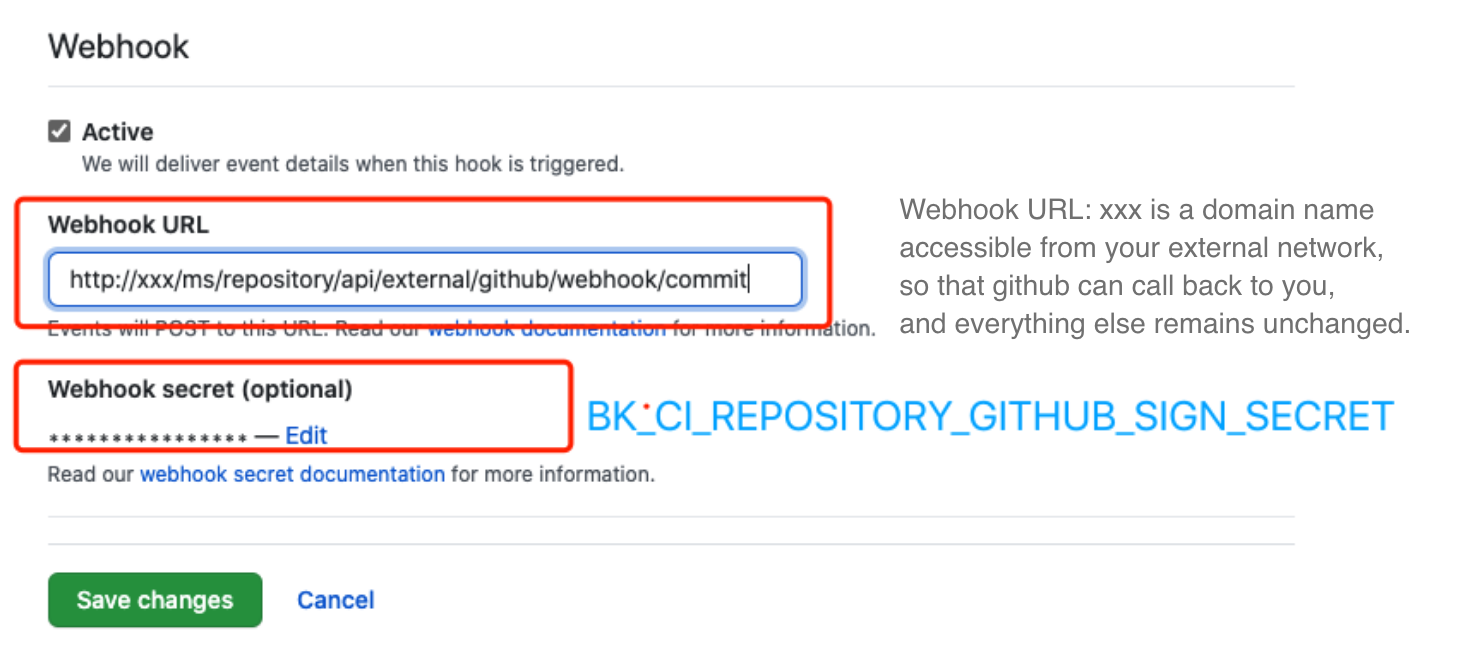 Webhook
Active
We will deliver event details when this hook is triggered.
Webhook URL
http://xxx/ms/repository/api/external/github/webhook/commit
Webhook URL: xxx is a domain name
accessible from your external network,
so that github can call back to you,
and everything else remains unchanged.
Events will POST to this URL. Read our webhook documentation for more information.
Webhook secret (optional)
**************** — Edit
BK_CI_REPOSITORY_GITHUB_SIGN_SECRET
Read our webhook secret documentation for more information.
Save changes
Cancel